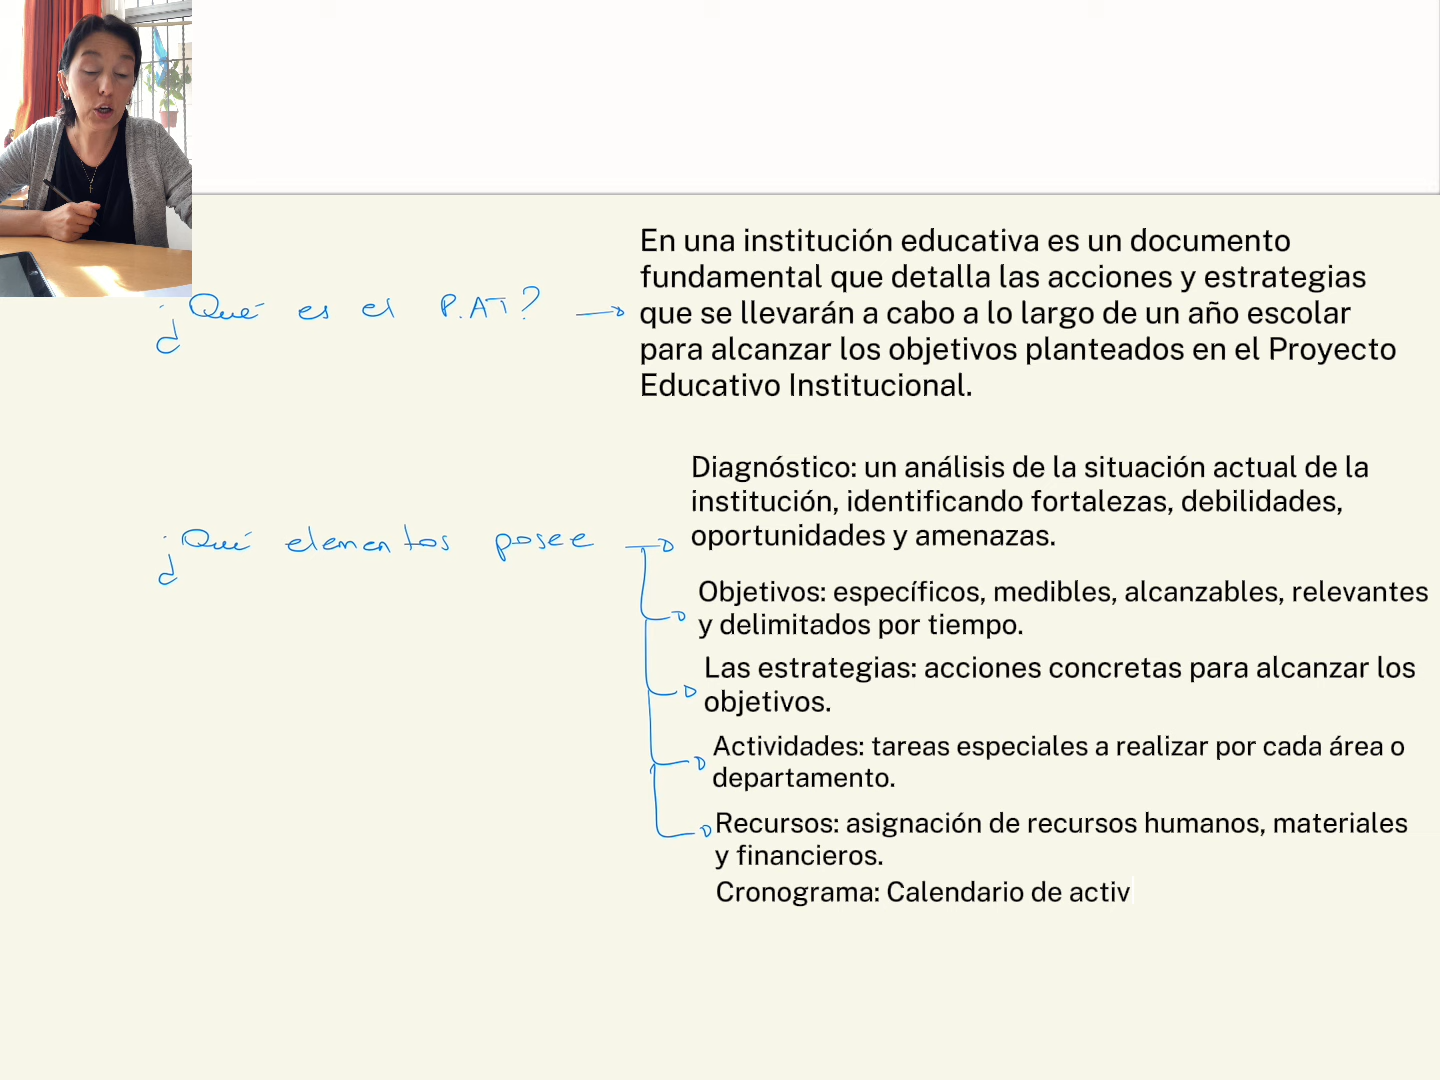 ¿Qué es el P.AT?
En una institución educativa es un documento
fundamental que detalla las acciones y estrategias
que se llevarán a cabo a lo largo de un año escolar
para alcanzar los objetivos planteados en el Proyecto
Educativo Institucional.
¿Qué elementos posee
Diagnóstico: un análisis de la situación actual de la
institución, identificando fortalezas, debilidades,
oportunidades y amenazas.
Objetivos: específicos, medibles, alcanzables, relevantes
y delimitados por tiempo.
Las estrategias: acciones concretas para alcanzar los
objetivos.
Actividades: tareas especiales a realizar por cada área o
departamento.
Recursos: asignación de recursos humanos, materiales
y financieros.
Cronograma: Calendario de activ